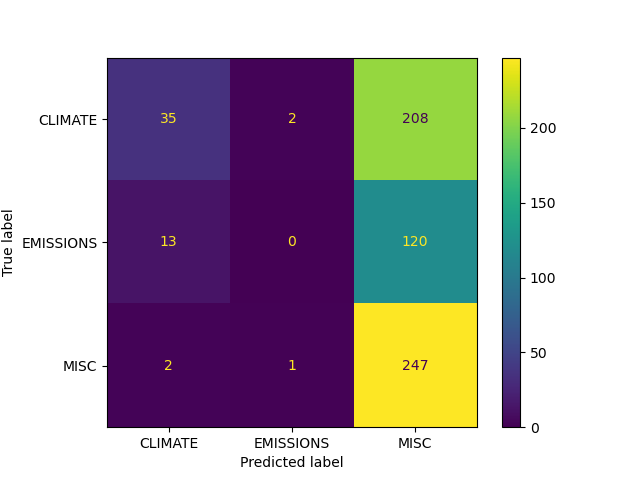 CLIMATE 35 2 208
EMISSIONS 13 0 120
MISC 2 1 247
CLIMATE EMISSIONS MISC
Predicted label
True label
200
150
100
50
0